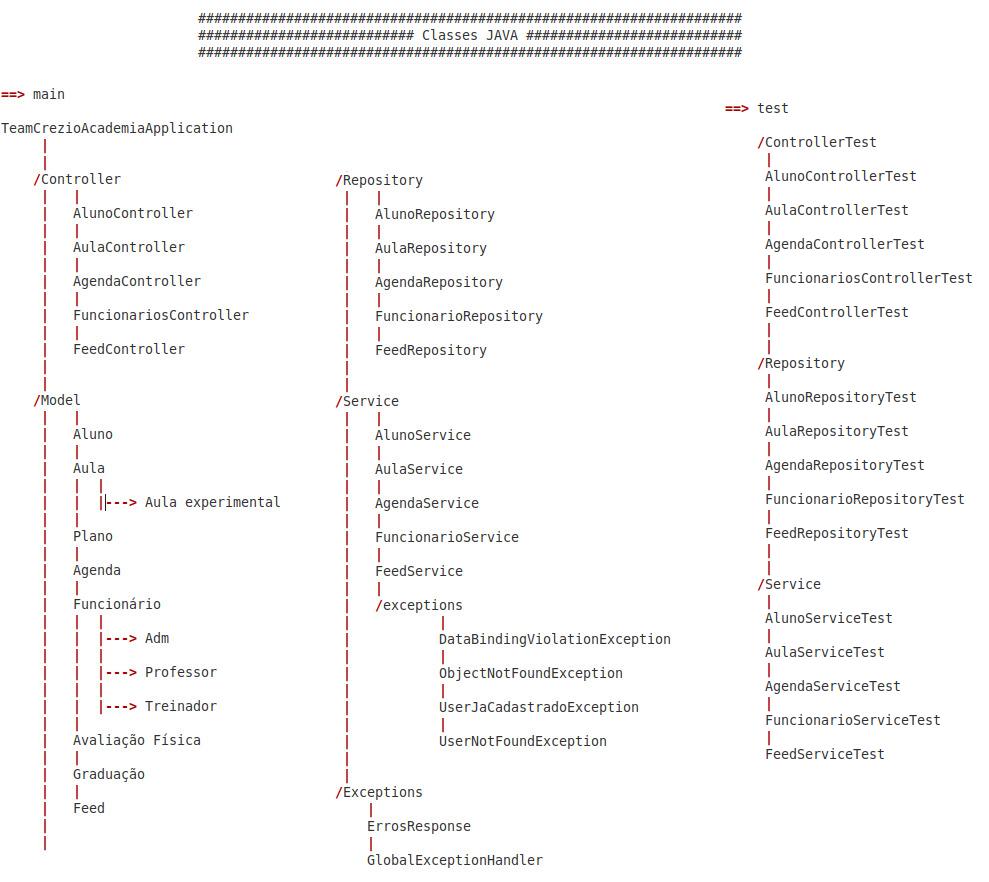 ####################################################################
########################### Classes JAVA ###########################
####################################################################
==> main
TeamCrezioAcademiaApplication
/Controller
AlunoController
AulaController
AgendaController
FuncionariosController
FeedController
/Model
Aluno
Aula
|---> Aula experimental
Plano
Agenda
Funcionário
|---> Adm
|---> Professor
|---> Treinador
Avaliação Física
Graduação
Feed
/Repository
AlunoRepository
AulaRepository
AgendaRepository
FuncionarioRepository
FeedRepository
/Service
AlunoService
AulaService
AgendaService
FuncionarioService
FeedService
/exceptions
DataBindingViolationException
ObjectNotFoundException
UserJaCadastradoException
UserNotFoundException
/Exceptions
ErrosResponse
GlobalExceptionHandler
==> test
/ControllerTest
AlunoControllerTest
AulaControllerTest
AgendaControllerTest
FuncionariosControllerTest
FeedControllerTest
/Repository
AlunoRepositoryTest
AulaRepositoryTest
AgendaRepositoryTest
FuncionarioRepositoryTest
FeedRepositoryTest
/Service
AlunoServiceTest
AulaServiceTest
AgendaServiceTest
FuncionarioServiceTest
FeedServiceTest